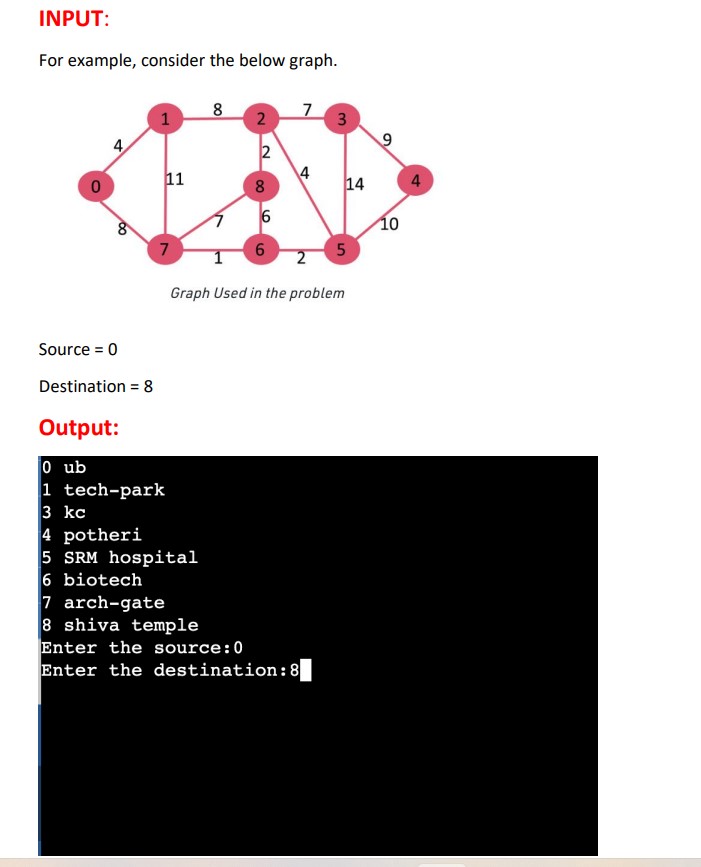 INPUT:
For example, consider the below graph.
8
7
1
2
3
4
2
9
0
11
8
4
14
4
8
7
6
10
7
1
6
2
5
Graph Used in the problem
Source = 0
Destination = 8
Output:
0 ub
1 tech-park
3 kc
4 potheri
5 SRM hospital
6 biotech
7 arch-gate
8 shiva temple
Enter the source:0
Enter the destination:8